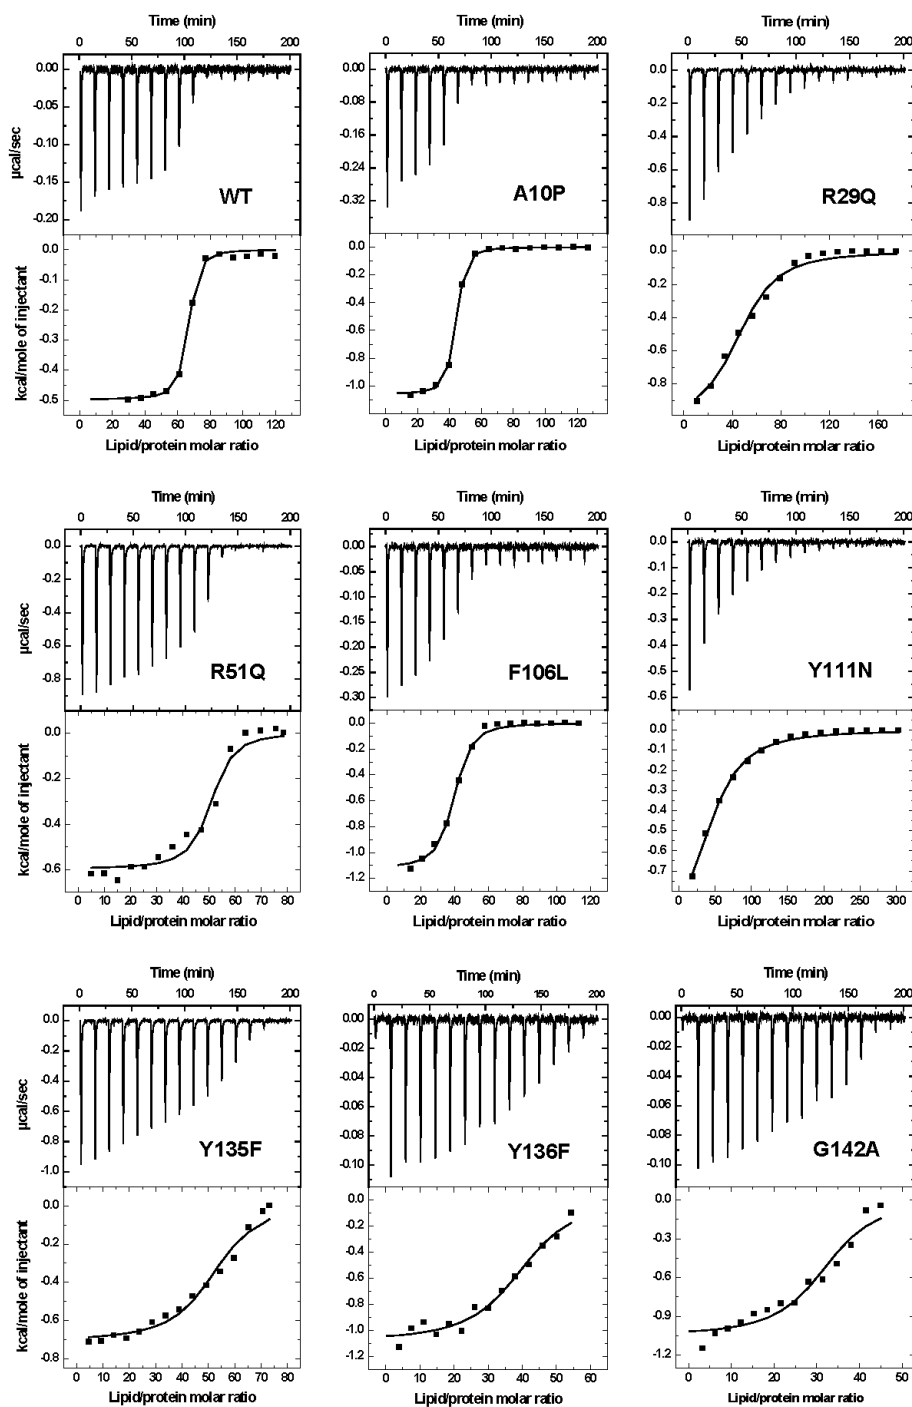 Time (min) Time (min) Time (min)
0 50 100 150 200 0 50 100 150 200 0 50 100 150 200
0.00 0.00 0.0
-0.05 -0.08 -0.2
-0.10 -0.16 -0.4
-0.15 -0.24 -0.6
-0.20 -0.32 -0.8
µcal/sec
WT A10P R29Q
0.0 0.0 0.0
-0.1 -0.2 -0.2
-0.2 -0.4 -0.4
-0.3 -0.6 -0.6
-0.4 -0.8 -0.8
-0.5 -1.0
kcal/mole of injectant
0 20 40 60 80 100 120 0 20 40 60 80 100 120 0 40 80 120 160
Lipid/protein molar ratio Lipid/protein molar ratio Lipid/protein molar ratio
Time (min) Time (min) Time (min)
0 50 100 150 200 0 50 100 150 200 0 50 100 150 200
0.0 0.00 0.0
-0.2 -0.05 -0.1
-0.4 -0.10 -0.2
-0.6 -0.15 -0.3
-0.8 -0.20 -0.4
-0.25 -0.5
-0.30 -0.6
µcal/sec
R51Q F106L Y111N
0.0 0.0 0.0
-0.2 -0.2 -0.1
-0.4 -0.4 -0.2
-0.6 -0.6 -0.3
-0.8 -0.4
-1.0 -0.5
-1.2 -0.6
-0.7
kcal/mole of injectant
0 10 20 30 40 50 60 70 80 0 20 40 60 80 100 120 0 50 100 150 200 250 300
Lipid/protein molar ratio Lipid/protein molar ratio Lipid/protein molar ratio
Time (min) Time (min) Time (min)
0 50 100 150 200 0 50 100 150 200 0 50 100 150 200
0.0 0.00 0.00
-0.2 -0.02 -0.02
-0.4 -0.04 -0.04
-0.6 -0.06 -0.06
-0.8 -0.08 -0.08
-1.0 -0.10 -0.10
µcal/sec
Y135F Y136F G142A
0.0 0.0 0.0
-0.2 -0.2 -0.3
-0.4 -0.4 -0.6
-0.6 -0.6 -0.9
-0.8 -0.8 -1.2
-1.0
-1.2
kcal/mole of injectant
0 10 20 30 40 50 60 70 80 0 10 20 30 40 50 60 0 10 20 30 40 50
Lipid/protein molar ratio Lipid/protein molar ratio Lipid/protein molar ratio